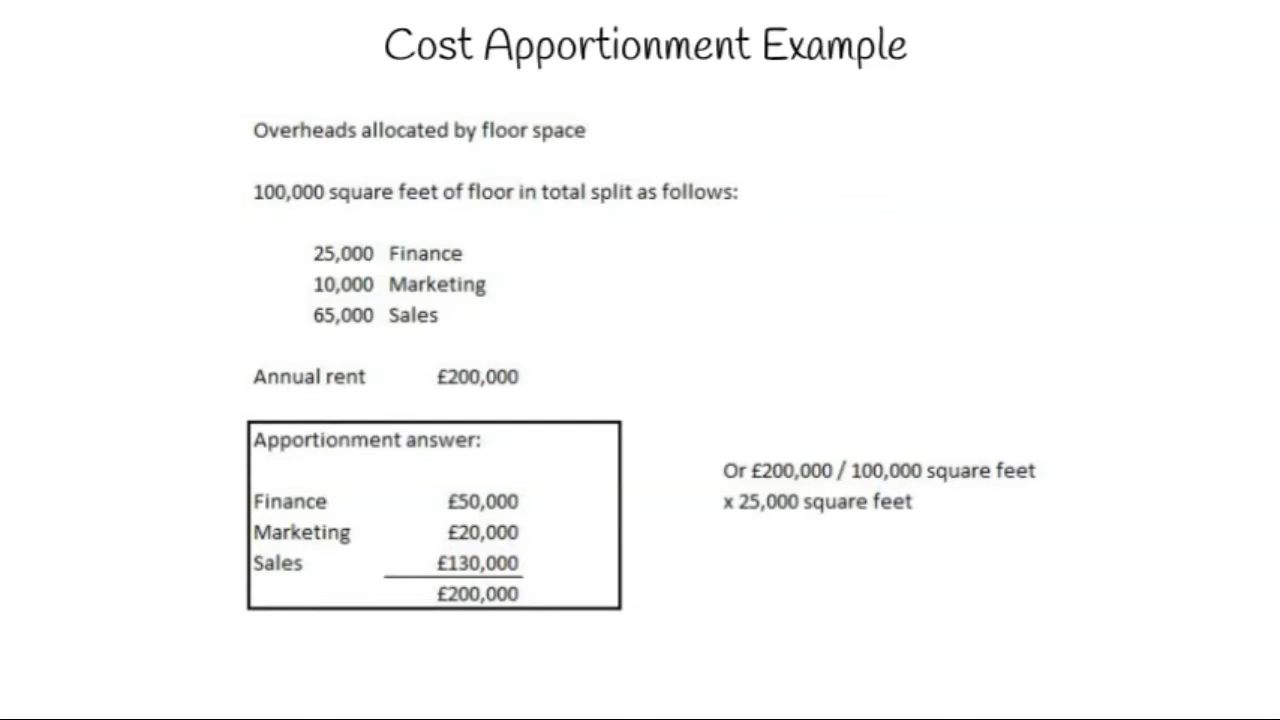 Cost Apportionment Example
Overheads allocated by floor space
100,000 square feet of floor in total split as follows:
25,000 Finance
10,000 Marketing
65,000 Sales
Annual rent £200,000
Apportionment answer:
Or £200,000 / 100,000 square feet
Finance £50,000
x 25,000 square feet
Marketing £20,000
Sales £130,000
£200,000